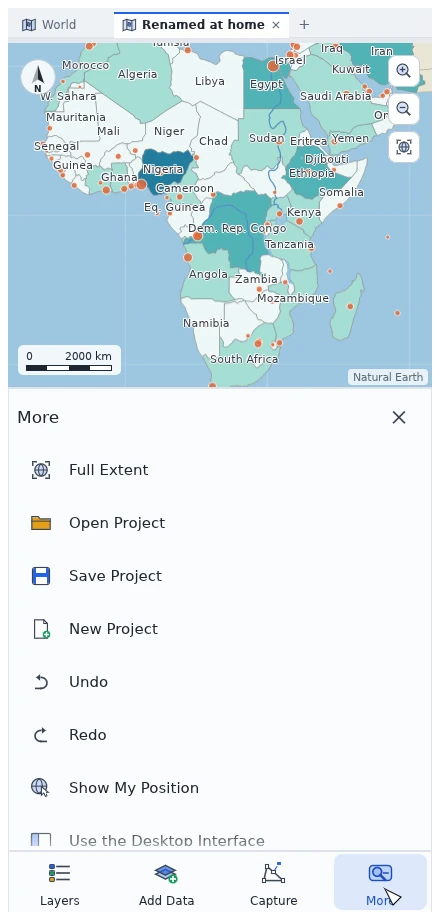 World
Renamed at home × +
Tunisia
Morocco
Algeria
Libya
Egypt
Israel
Iraq
Iran
Kuwait
Saudi Arabia
W. Sahara
Mauritania
Mali
Niger
Chad
Sudan
Eritrea
Yemen
Senegal
Guinea
Ghana
Nigeria
Cameroon
Djibouti
Ethiopia
Somalia
Eq. Guinea
Dem. Rep. Congo
Kenya
Tanzania
Angola
Zambia
Mozambique
Namibia
South Africa
N
0 2000 km
Natural Earth
More
Full Extent
Open Project
Save Project
New Project
Undo
Redo
Show My Position
Use the Desktop Interface
Layers
Add Data
Capture
More